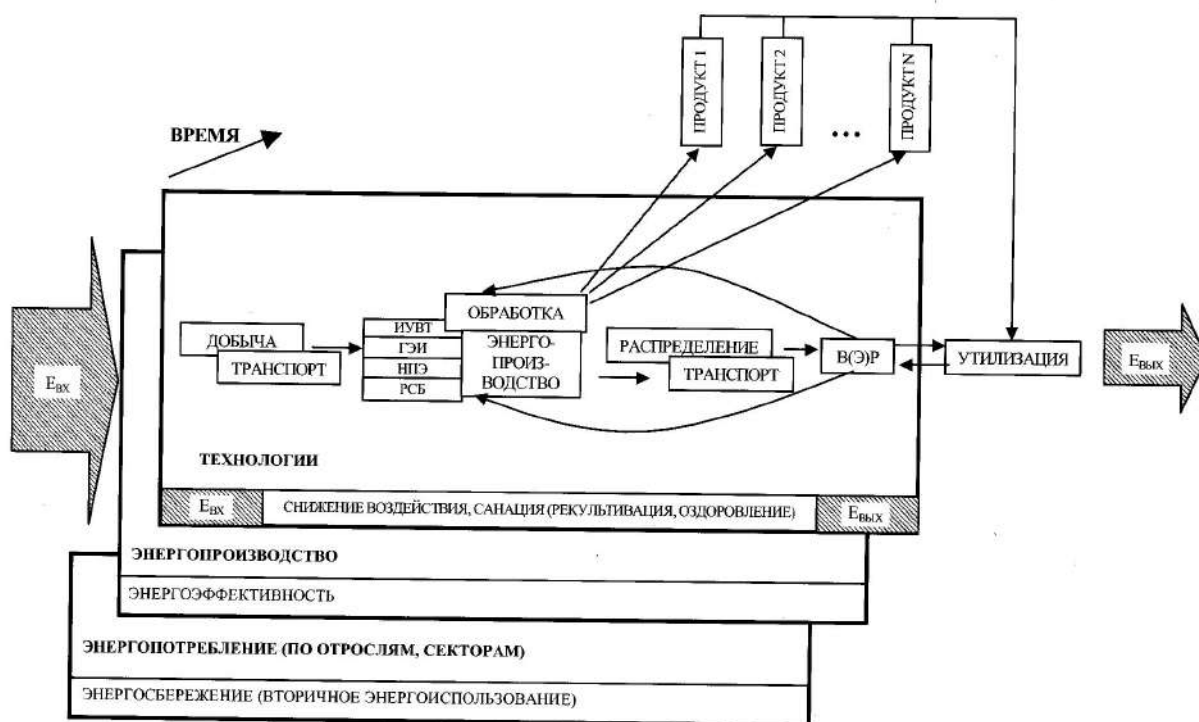 ПРОДУКТ 1
ПРОДУКТ 2
...
ПРОДУКТ N
ВРЕМЯ
ОБРАБОТКА
ИУВТ
ГЭИ
НПЭ
РСБ
ЭНЕРГО-
ПРОИЗ-
ВОДСТВО
ДОБЫЧА
ТРАНСПОРТ
РАСПРЕДЕЛЕНИЕ
ТРАНСПОРТ
В(Э)Р
УТИЛИЗАЦИЯ
Евх
Евых
ТЕХНОЛОГИИ
Евх
СНИЖЕНИЕ ВОЗДЕЙСТВИЯ, САНАЦИЯ (РЕКУЛЬТИВАЦИЯ, ОЗДОРОВЛЕНИЕ)
Евых
ЭНЕРГОПРОИЗВОДСТВО
ЭНЕРГОЭФФЕКТИВНОСТЬ
ЭНЕРГОПОТРЕБЛЕНИЕ (ПО ОТРОСЛЯМ, СЕКТОРАМ)
ЭНЕРГОСБЕРЕЖЕНИЕ (ВТОРИЧНОЕ ЭНЕРГОИСПОЛЬЗОВАНИЕ)